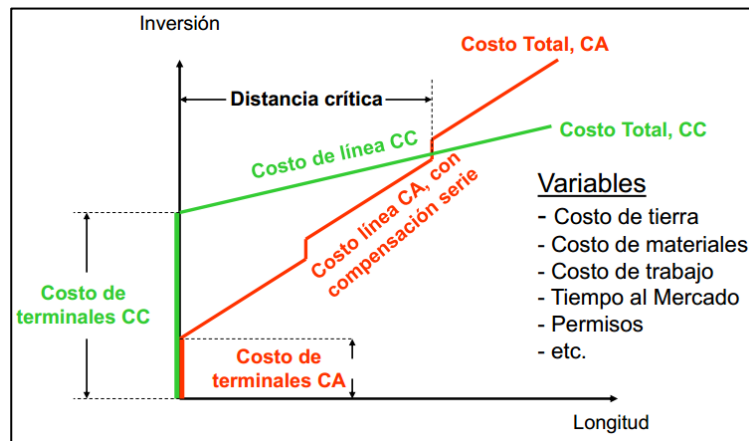 Inversión
Costo Total, CA
Distancia crítica
Costo de línea CC
Costo Total, CC
Costo línea CA, con
compensación serie
Variables
- Costo de tierra
- Costo de materiales
- Costo de trabajo
- Tiempo al Mercado
- Permisos
- etc.
Costo de
terminales CC
Costo de
terminales CA
Longitud